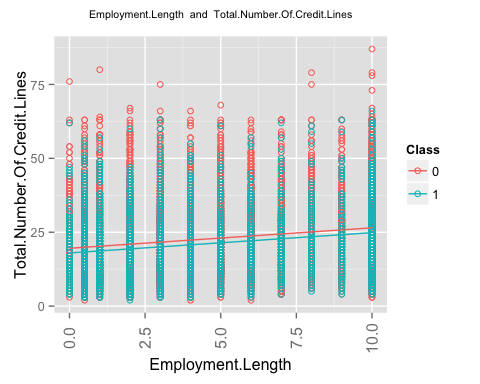 Employment.Length and Total.Number.Of.Credit.Lines
Total.Number.Of.Credit.Lines
75
50
25
0
0.0
2.5
5.0
7.5
10.0
Employment.Length
Class
0
1